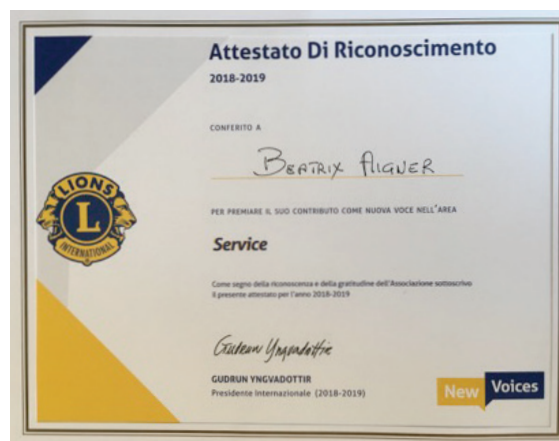 Attestato Di Riconoscimento
2018-2019
CONFERITO A
BEATRIX AIGNER
PER PREMIARE IL SUO CONTRIBUTO COME NUOVA VOCE NELL'AREA
Service
Come segno della riconoscenza e della gratitudine dell'Associazione sottoscrivo
il presente attestato per l'anno 2018-2019
LIONS
L
INTERNATIONAL
Gudrun Yngvadottir
GUDRUN YNGVADOTTIR
Presidente Internazionale (2018-2019)
New Voices